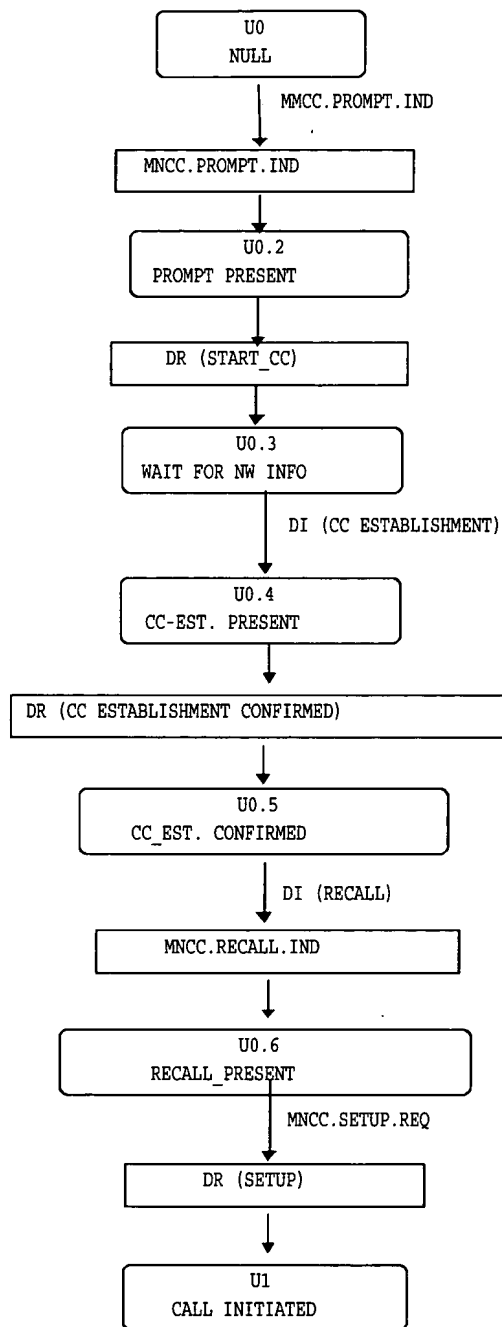 U0
NULL
MMCC.PROMPT.IND
MNCC.PROMPT.IND
U0.2
PROMPT PRESENT
DR (START_CC)
U0.3
WAIT FOR NW INFO
DI (CC ESTABLISHMENT)
U0.4
CC-EST. PRESENT
DR (CC ESTABLISHMENT CONFIRMED)
U0.5
CC_EST. CONFIRMED
DI (RECALL)
MNCC.RECALL.IND
U0.6
RECALL_PRESENT
MNCC.SETUP.REQ
DR (SETUP)
U1
CALL INITIATED